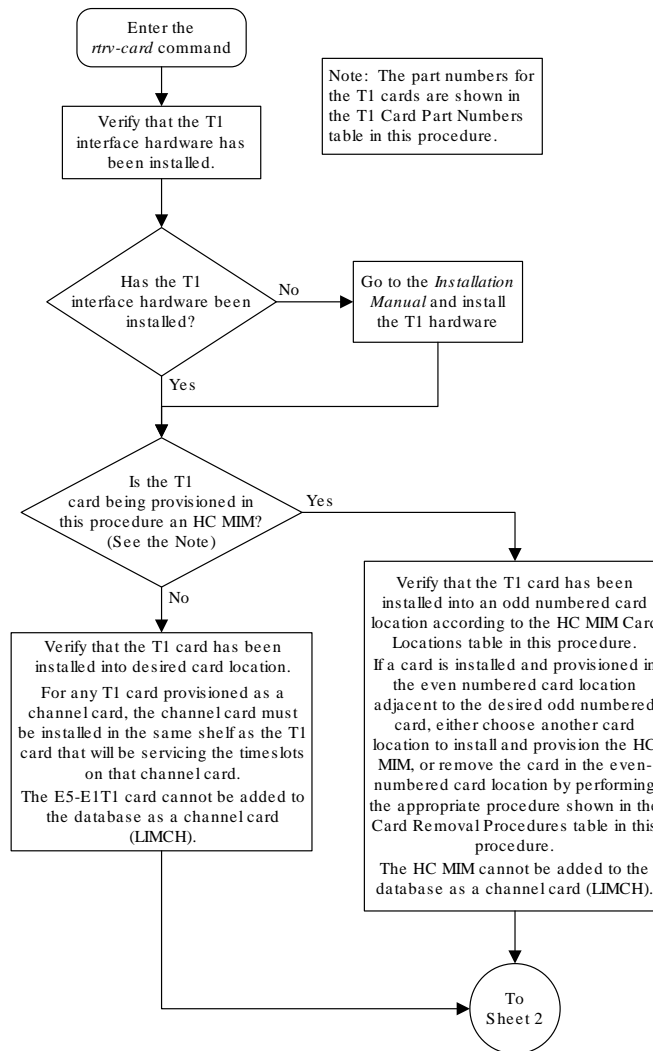 Enter the
rtrv-card command
Note: The part numbers for
the T1 cards are shown in
the T1 Card Part Numbers
table in this procedure.
Verify that the T1
interface hardware has
been installed.
Has the T1
interface hardware been
installed?
No
Go to the Installation
Manual and install
the T1 hardware
Yes
Is the T1
card being provisioned in
this procedure an HC MIM?
(See the Note)
Yes
No
Verify that the T1 card has been
installed into desired card location.
For any T1 card provisioned as a
channel card, the channel card must
be installed in the same shelf as the T1
card that will be servicing the timeslots
on that channel card.
The E5-E1T1 card cannot be added to
the database as a channel card
(LIMCH).
Verify that the T1 card has been
installed into an odd numbered card
location according to the HC MIM Card
Locations table in this procedure.
If a card is installed and provisioned in
the even numbered card location
adjacent to the desired odd numbered
card, either choose another card
location to install and provision the HC
MIM, or remove the card in the even-
numbered card location by performing
the appropriate procedure shown in the
Card Removal Procedures table in this
procedure.
The HC MIM cannot be added to the
database as a channel card (LIMCH).
To
Sheet 2